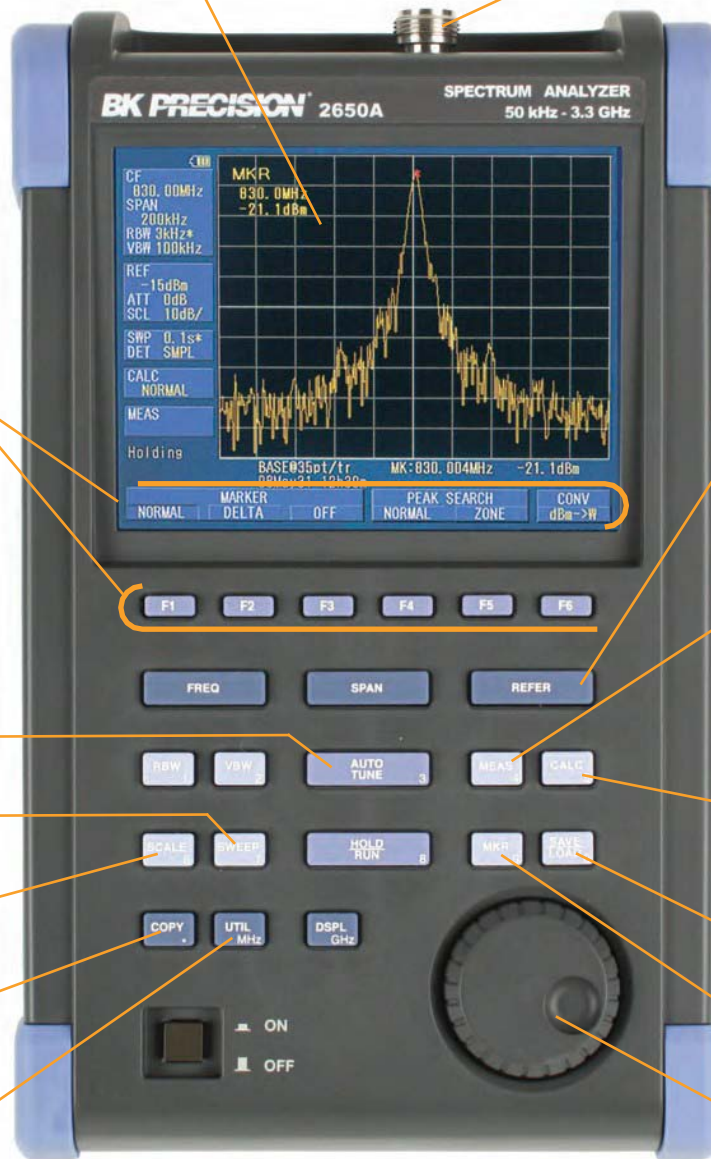 BK PRECISION 2650A
SPECTRUM ANALYZER
50 kHz - 3.3 GHz
CF
830.00MHz
SPAN
200kHz
RBW 3kHz*
VBW 100kHz
REF
-15dBm
ATT 0dB
SCL 10dB/
SWP 0.1s*
DET SMPL
CALC
NORMAL
MEAS
Holding
MKR
830.0MHz
-21.1dBm
BASE@35pt/tr MK:830.004MHz -21.1dBm
MARKER PEAK SEARCH CONV
NORMAL DELTA OFF NORMAL ZONE dBm->W
F1 F2 F3 F4 F5 F6
FREQ SPAN REFER
RBW 1 VBW 2 AUTO TUNE 3 MEAS CALC
SCALE SWEEP 7 HOLD RUN 8 MKR SAVE LOAD
COPY . UTIL MHz DSPL GHz
ON
OFF